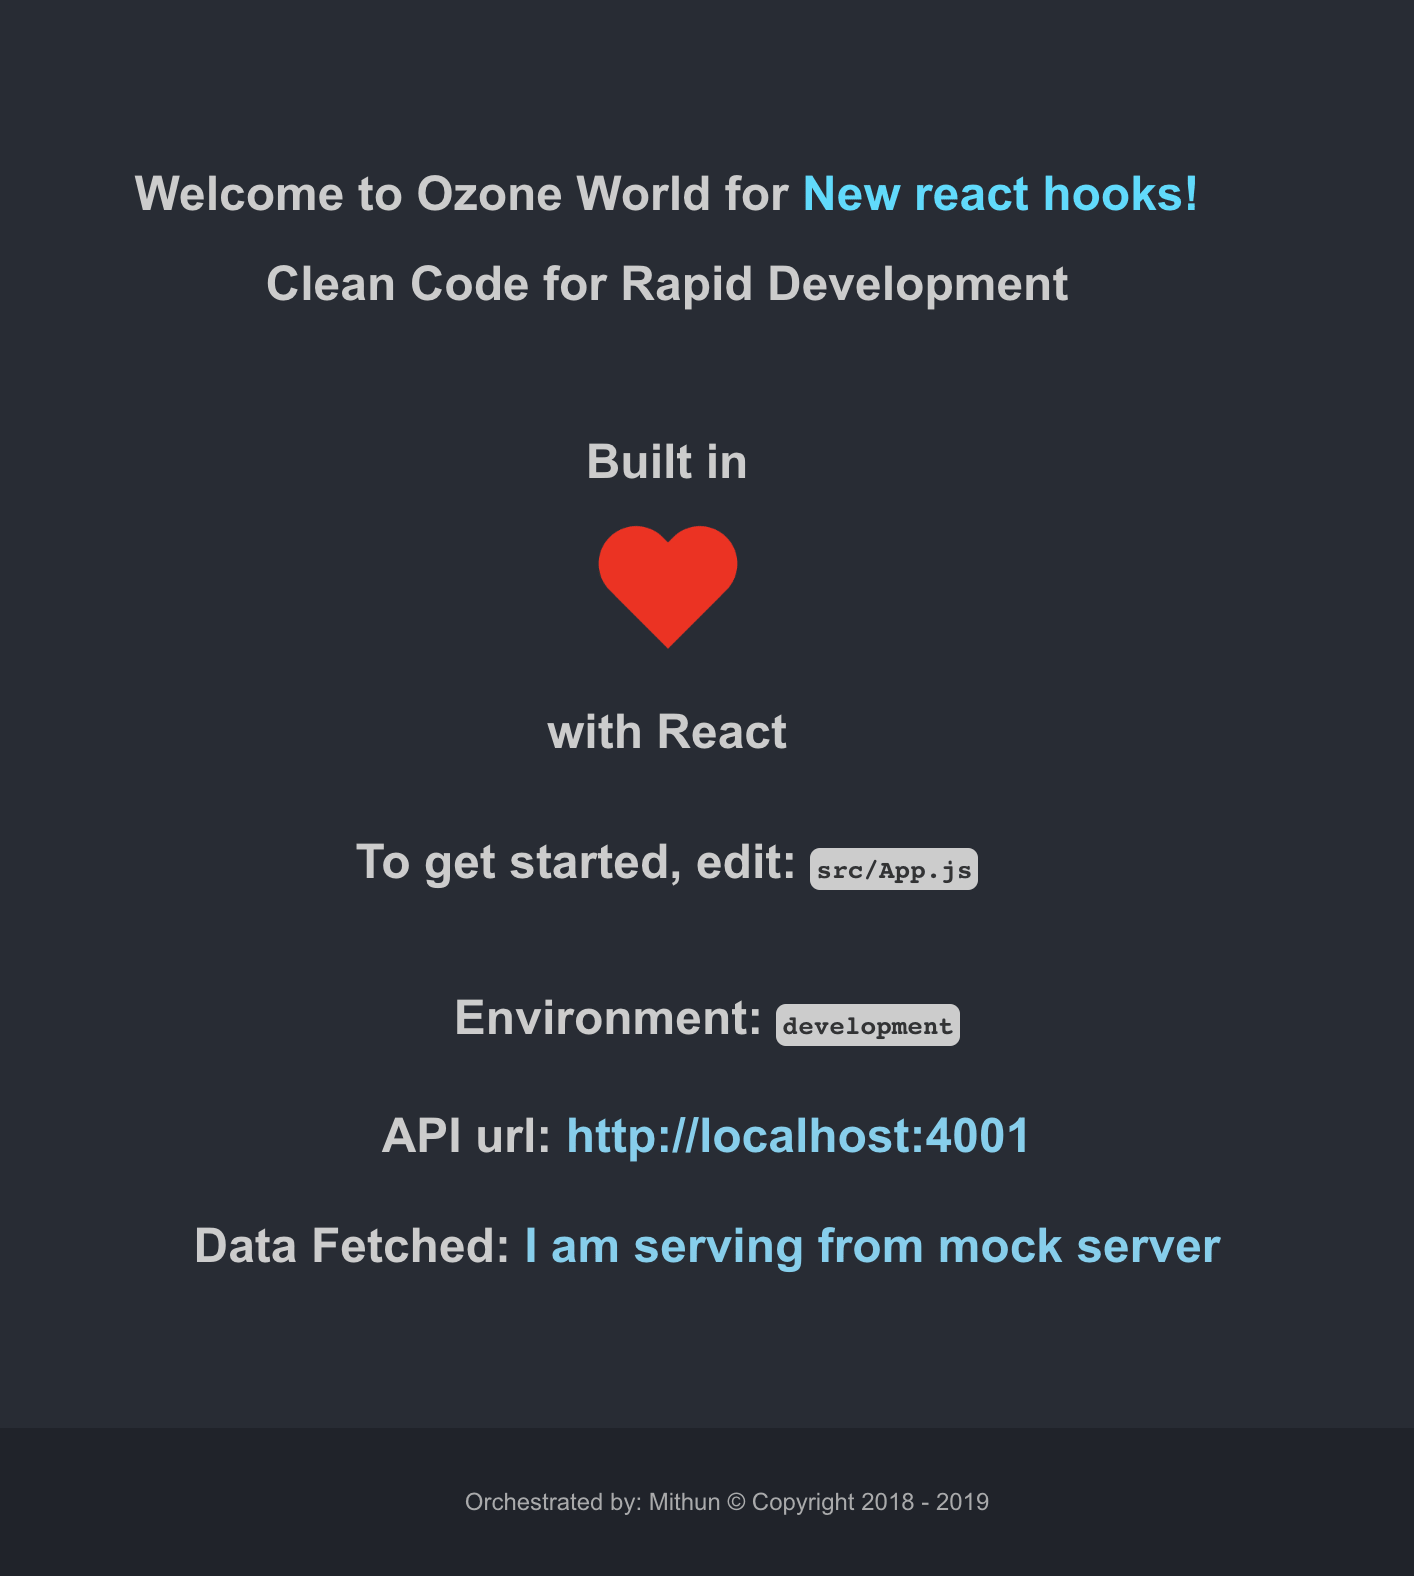 Welcome to Ozone World for New react hooks!
Clean Code for Rapid Development
Built in
with React
To get started, edit: src/App.js
Environment: development
API url: http://localhost:4001
Data Fetched: I am serving from mock server
Orchestrated by: Mithun © Copyright 2018 - 2019